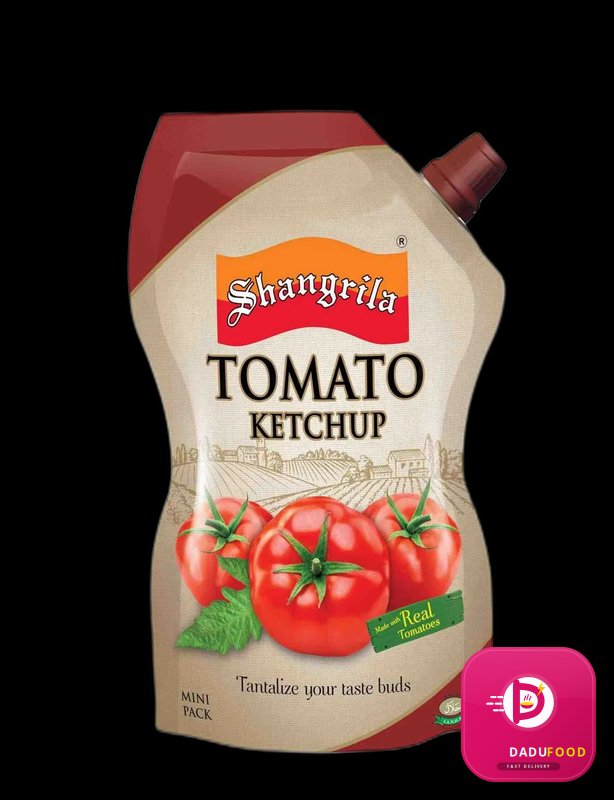 ®
Shangrila
TOMATO
KETCHUP
Made with Real
Tomatoes
Tantalize your taste buds
MINI
PACK
DADUFOOD
FAST DELIVERY